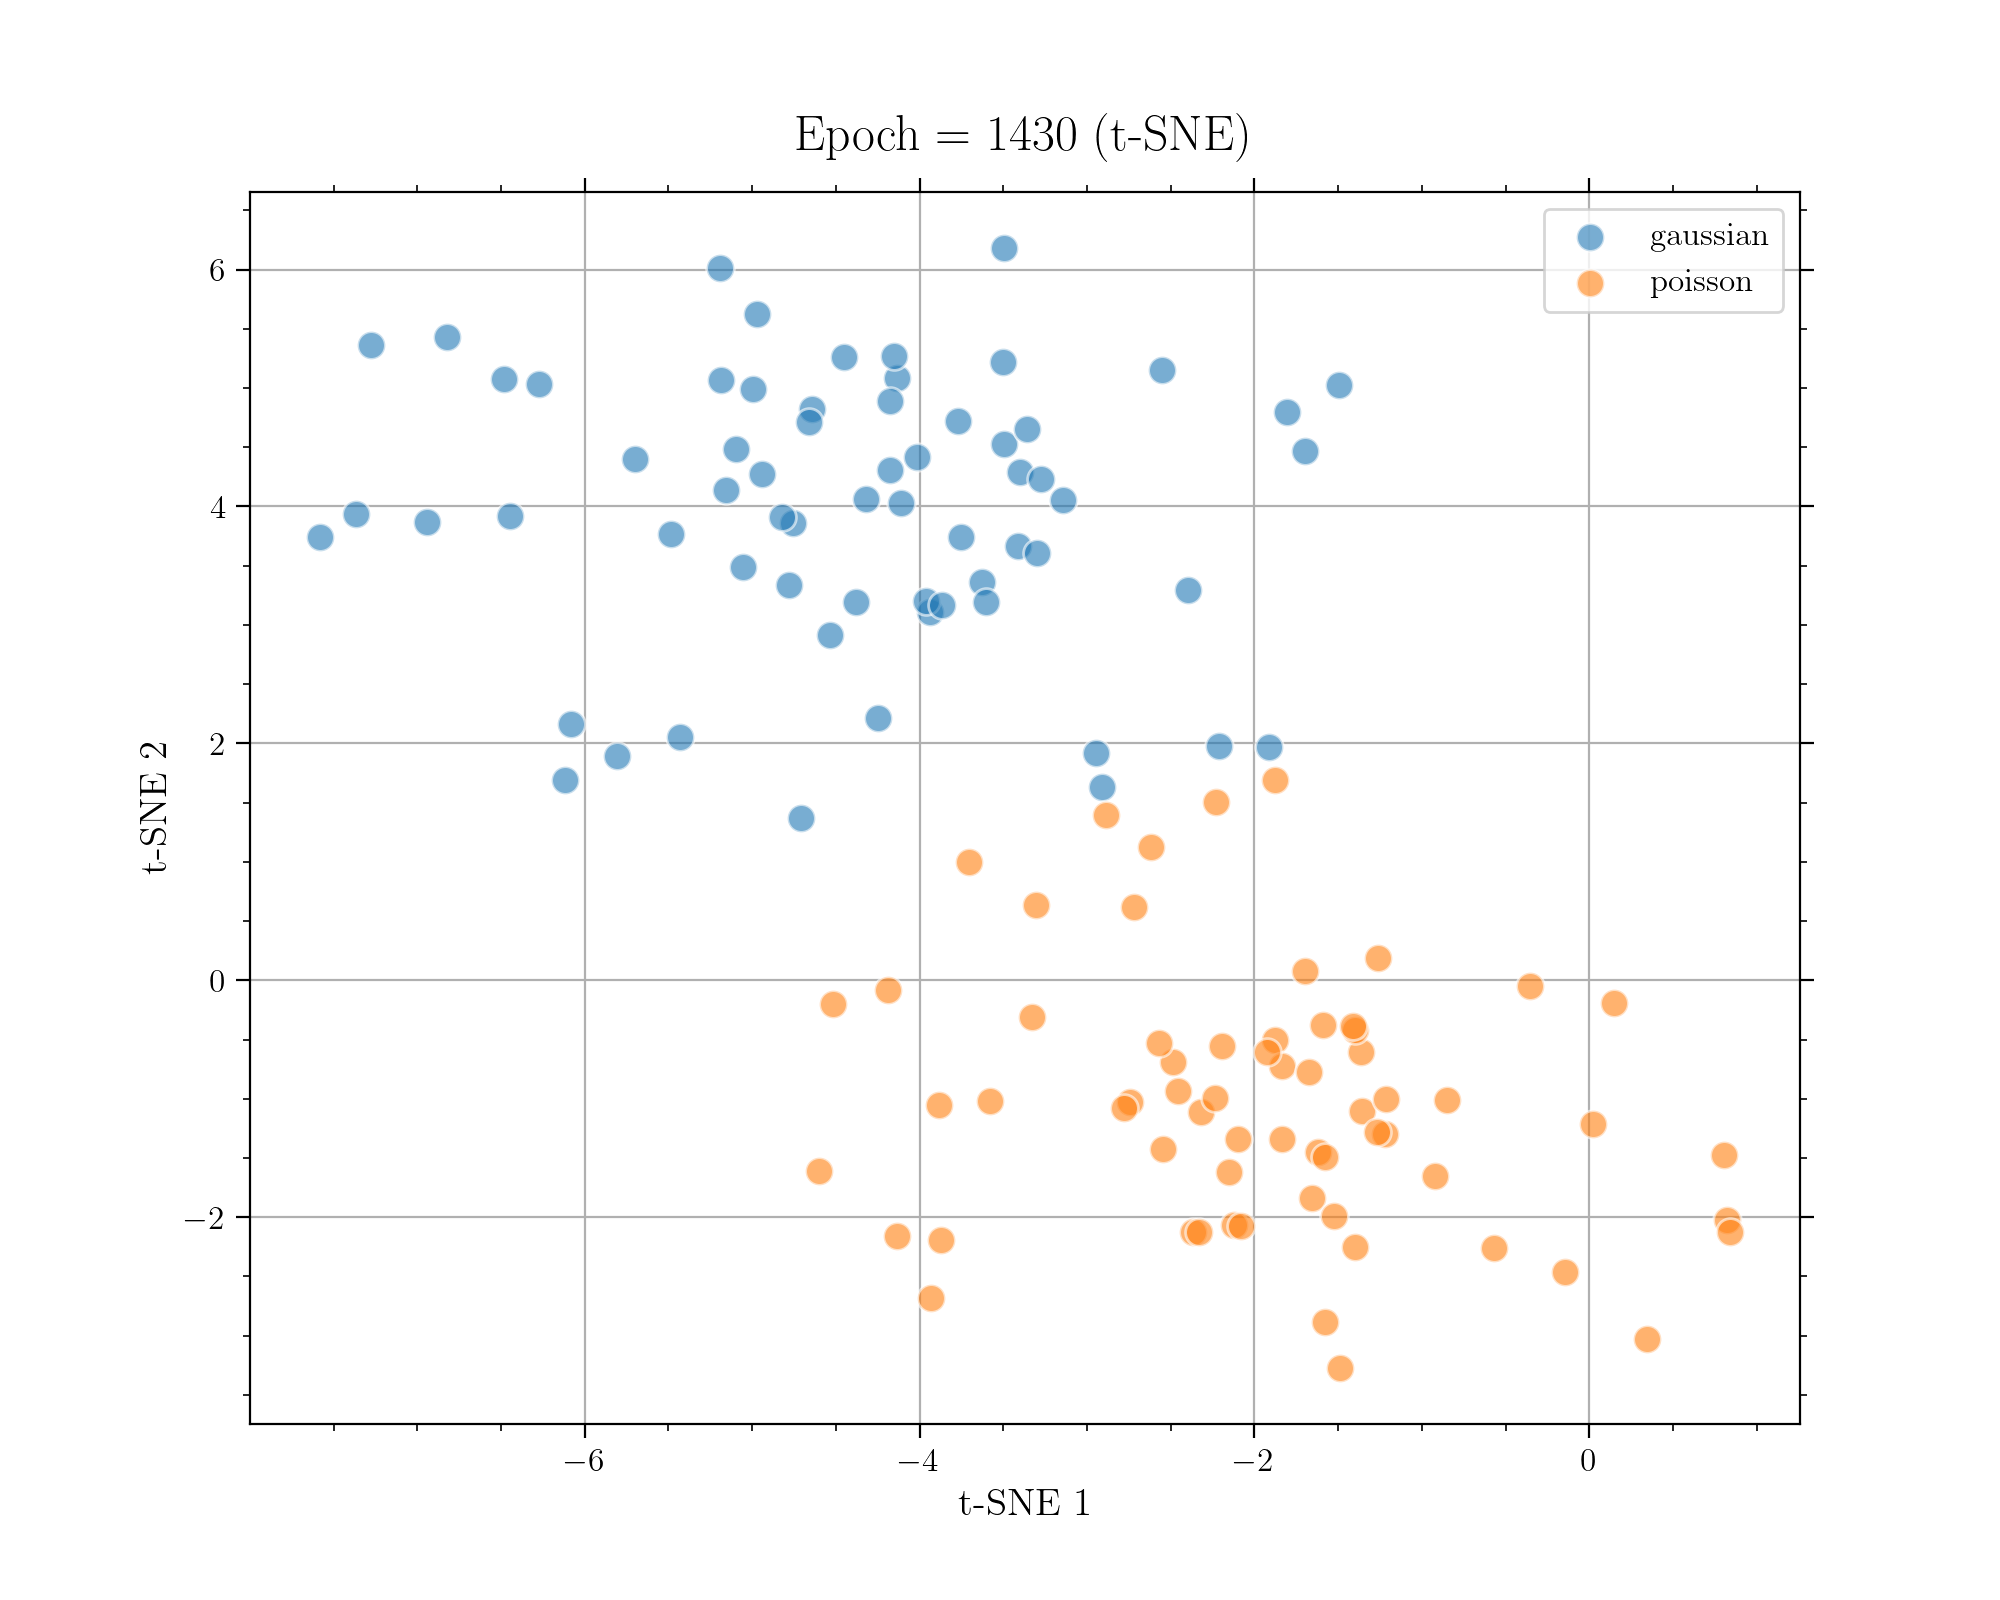 Epoch = 1430 (t-SNE)
gaussian
poisson
6
4
2
0
−2
t-SNE 2
−6
−4
−2
0
t-SNE 1